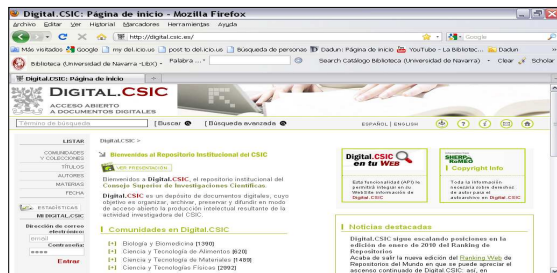 Digital.CSIC: Página de inicio - Mozilla Firefox
Archivo Editar Ver Historial Marcadores Herramientas Ayuda
http://digital.csic.es/
Google
Más visitados Google my del.icio.us post to del.icio.us Búsqueda de personas Dadun: Página de inicio YouTube - La Bibliotec... Dadun
Biblioteca (Universidad de Navarra -LibX) Palabra ... Search Catálogo Biblioteca (Universidad de Navarra) Clear Scholar
Digital.CSIC: Página de inicio
DIGITAL.CSIC
ACCESO ABIERTO
A DOCUMENTOS DIGITALES
Término de búsqueda [Buscar [Búsqueda avanzada ESPAÑOL | ENGLISH
LISTAR
COMUNIDADES
Y COLECCIONES
TÍTULOS
AUTORES
MATERIAS
FECHA
ESTADÍSTICAS
MI DIGITAL.CSIC
Dirección de correo
electrónico:
email
Contraseña:
Entrar
Digital.CSIC >
Bienvenidos al Repositorio Institucional del CSIC
VER PRESENTACIÓN
Bienvenidos a Digital.CSIC, el repositorio institucional del
Consejo Superior de Investigaciones Científicas.
Digital.CSIC es un depósito de documentos digitales, cuyo
objetivo es organizar, archivar, preservar y difundir en modo
de acceso abierto la producción intelectual resultante de la
actividad investigadora del CSIC.
Comunidades en Digital.CSIC
[+] Biología y Biomedicina [1390]
[+] Ciencia y Tecnología de Alimentos [620]
[+] Ciencia y Tecnología de Materiales [1489]
[+] Ciencia y Tecnologías Físicas [2992]
Digital.CSIC
en tu Web
Esta funcionalidad (API) te
permitirá integrar en su
WebSite información de
Digital.CSIC
SHERPA
RoMEO
Copyright info
Toda la información
necesaria sobre derechos
de autor para el
autoarchivo en Digital.CSIC
Noticias destacadas
Digital.CSIC sigue escalando posiciones en la
edición de enero de 2010 del Ranking de
Repositorios
Acaba de salir la nueva edición del Ranking Web de
Repositorios del Mundo en que se puede apreciar el
ascenso continuado de Digital.CSIC: así, en